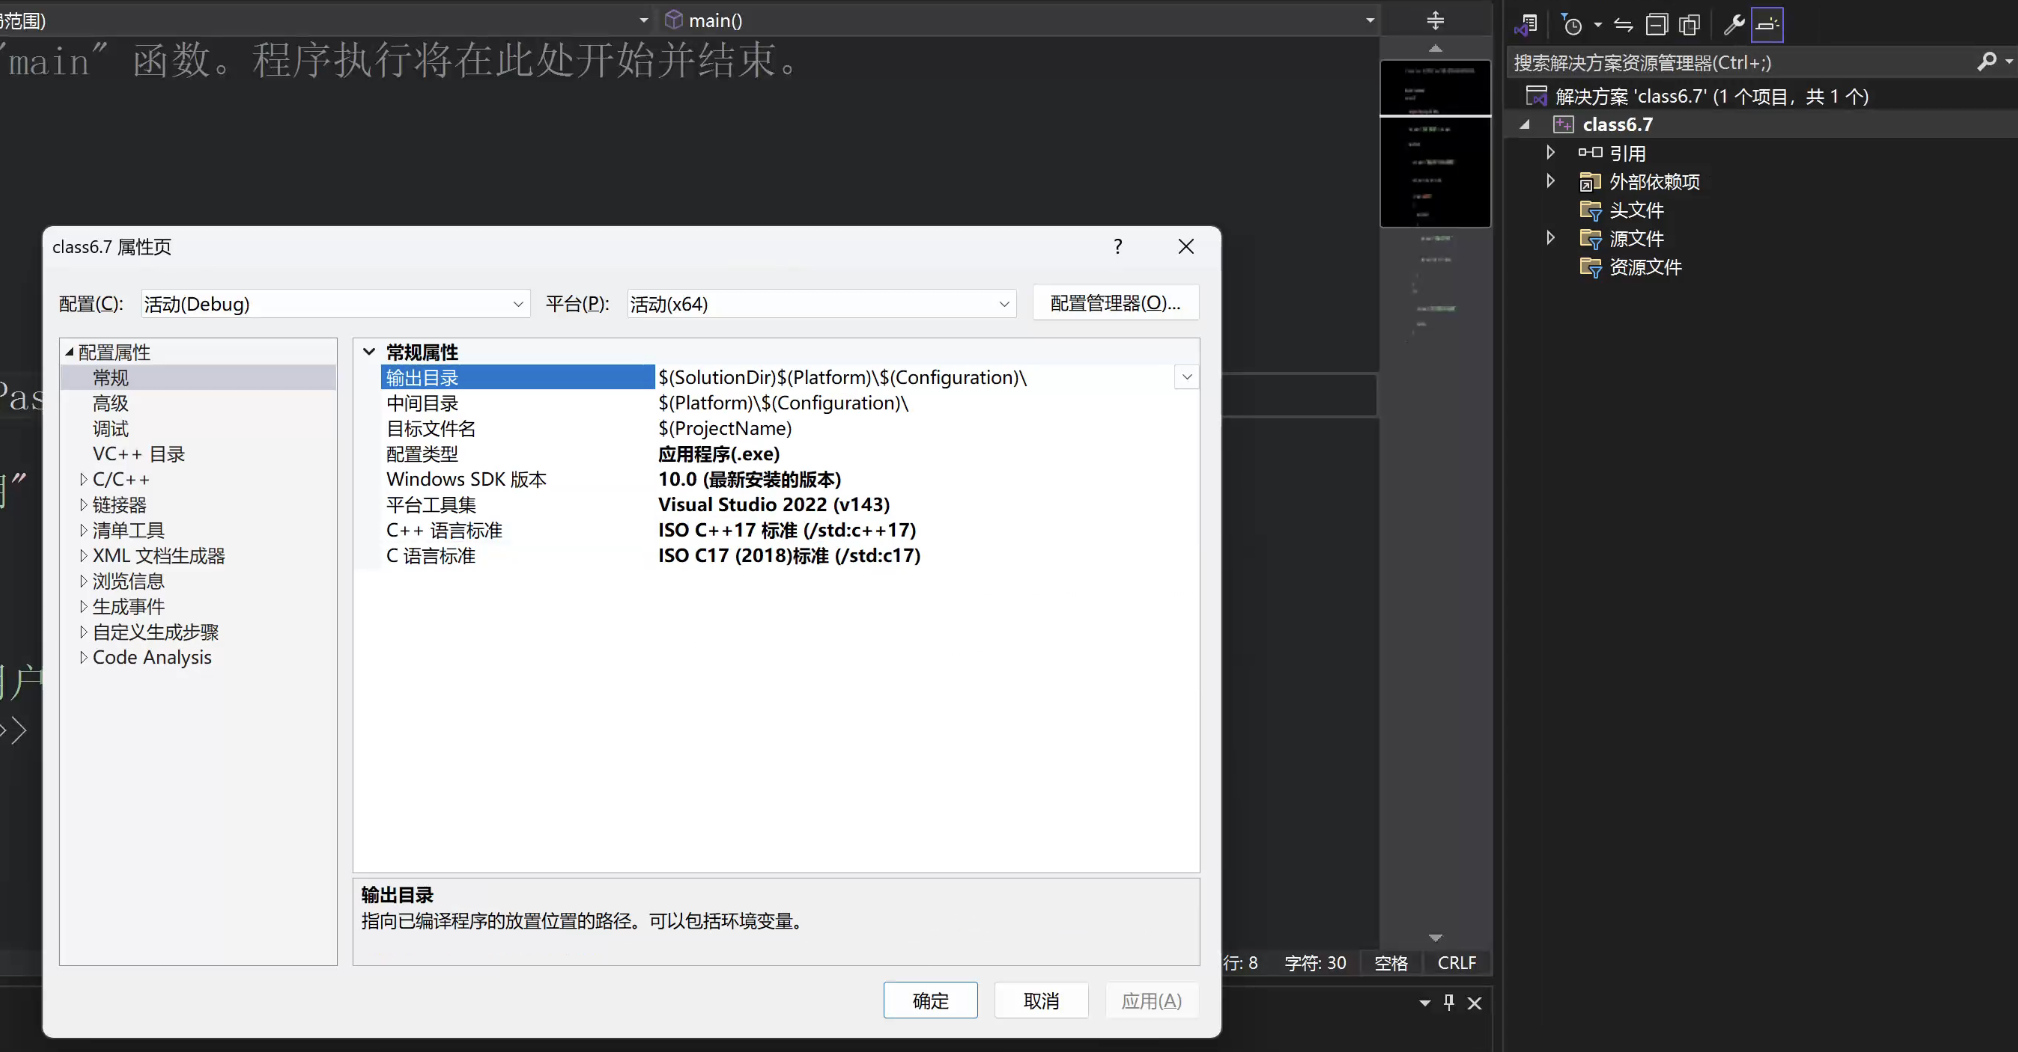 局范围)
main()
"main" 函数。程序执行将在此处开始并结束。
Pas
"
户
>>
class6.7 属性页
?
配置(C):
活动(Debug)
平台(P):
活动(x64)
配置管理器(O)...
配置属性
常规
高级
调试
VC++ 目录
C/C++
链接器
清单工具
XML 文档生成器
浏览信息
生成事件
自定义生成步骤
Code Analysis
常规属性
输出目录 $(SolutionDir)$(Platform)\$(Configuration)\
中间目录 $(Platform)\$(Configuration)\
目标文件名 $(ProjectName)
配置类型 应用程序(.exe)
Windows SDK 版本 10.0 (最新安装的版本)
平台工具集 Visual Studio 2022 (v143)
C++ 语言标准 ISO C++17 标准 (/std:c++17)
C 语言标准 ISO C17 (2018)标准 (/std:c17)
输出目录
指向已编译程序的放置位置的路径。可以包括环境变量。
确定
取消
应用(A)
行: 8 字符: 30 空格 CRLF
搜索解决方案资源管理器(Ctrl+;)
解决方案 'class6.7' (1 个项目，共 1 个)
class6.7
引用
外部依赖项
头文件
源文件
资源文件